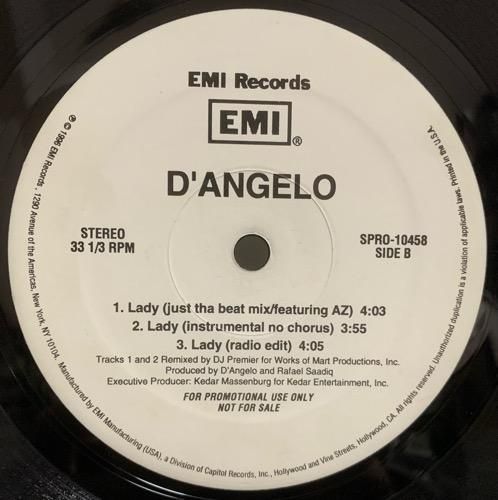 EMI Records
EMI®
D'ANGELO
STEREO
33 1/3 RPM
SPRO-10458
SIDE B
1. Lady (just tha beat mix/featuring AZ) 4:03
2. Lady (instrumental no chorus) 3:55
3. Lady (radio edit) 4:05
Tracks 1 and 2 Remixed by DJ Premier for Works of Mart Productions, Inc.
Produced by D'Angelo and Rafael Saadiq
Executive Producer: Kedar Massenburg for Kedar Entertainment, Inc.
FOR PROMOTIONAL USE ONLY
NOT FOR SALE
℗ © 1996 EMI Records, 1290 Avenue of the Americas, New York, NY 10104. Manufactured by EMI Manufacturing (USA), a Division of Capitol Records, Inc., Hollywood and Vine Streets, Hollywood, CA. All rights reserved. Unauthorized duplication is a violation of applicable laws. Printed in the U.S.A.